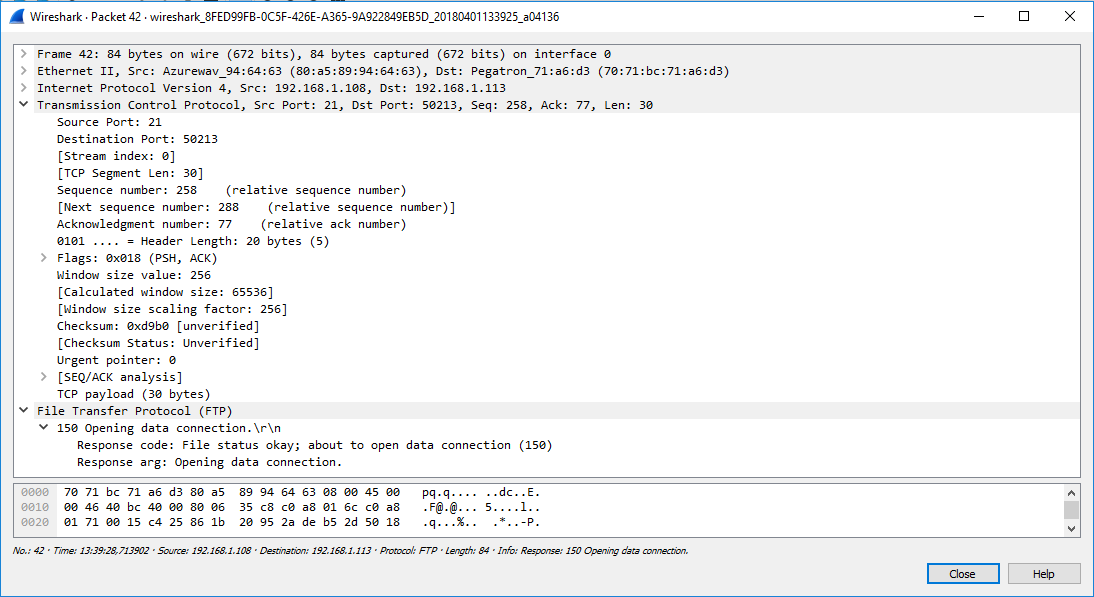 Wireshark · Packet 42 · wireshark_8FED99FB-0C5F-426E-A365-9A922849EB5D_20180401133925_a04136
Frame 42: 84 bytes on wire (672 bits), 84 bytes captured (672 bits) on interface 0
Ethernet II, Src: Azurewav_94:64:63 (80:a5:89:94:64:63), Dst: Pegatron_71:a6:d3 (70:71:bc:71:a6:d3)
Internet Protocol Version 4, Src: 192.168.1.108, Dst: 192.168.1.113
Transmission Control Protocol, Src Port: 21, Dst Port: 50213, Seq: 258, Ack: 77, Len: 30
Source Port: 21
Destination Port: 50213
[Stream index: 0]
[TCP Segment Len: 30]
Sequence number: 258    (relative sequence number)
[Next sequence number: 288    (relative sequence number)]
Acknowledgment number: 77    (relative ack number)
0101 .... = Header Length: 20 bytes (5)
Flags: 0x018 (PSH, ACK)
Window size value: 256
[Calculated window size: 65536]
[Window size scaling factor: 256]
Checksum: 0xd9b0 [unverified]
[Checksum Status: Unverified]
Urgent pointer: 0
[SEQ/ACK analysis]
TCP payload (30 bytes)
File Transfer Protocol (FTP)
150 Opening data connection.\r\n
Response code: File status okay; about to open data connection (150)
Response arg: Opening data connection.
0000  70 71 bc 71 a6 d3 80 a5  89 94 64 63 08 00 45 00   pq.q.... ..dc..E.
0010  00 46 40 bc 40 00 80 06  35 c8 c0 a8 01 6c c0 a8   .F@.@... 5....l..
0020  01 71 00 15 c4 25 86 1b  20 95 2a de b5 2d 50 18   .q...%..  .*..-P.
No.: 42 · Time: 13:39:28,713902 · Source: 192.168.1.108 · Destination: 192.168.1.113 · Protocol: FTP · Length: 84 · Info: Response: 150 Opening data connection.
Close Help